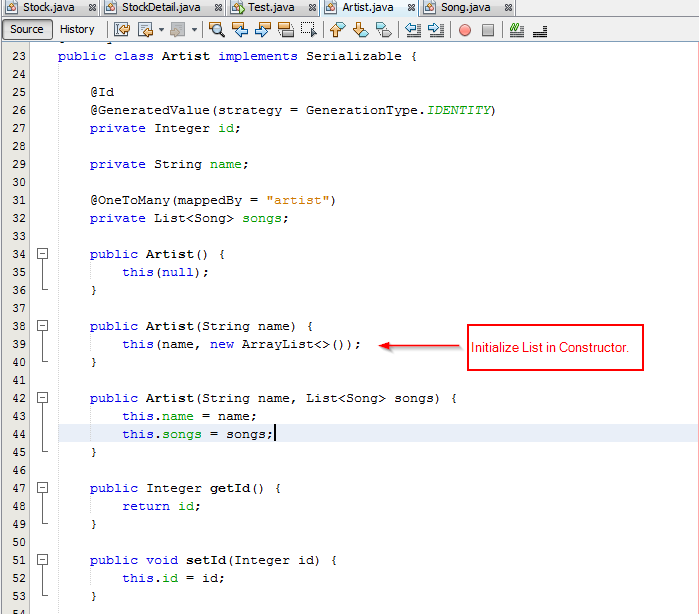 Stock.java StockDetail.java Test.java Artist.java Song.java
Source History
23 public class Artist implements Serializable {
24
25 @Id
26 @GeneratedValue(strategy = GenerationType.IDENTITY)
27 private Integer id;
28
29 private String name;
30
31 @OneToMany(mappedBy = "artist")
32 private List<Song> songs;
33
34 public Artist() {
35 this(null);
36 }
37
38 public Artist(String name) {
39 this(name, new ArrayList<>());
Initialize List in Constructor.
40 }
41
42 public Artist(String name, List<Song> songs) {
43 this.name = name;
44 this.songs = songs;
45 }
46
47 public Integer getId() {
48 return id;
49 }
50
51 public void setId(Integer id) {
52 this.id = id;
53 }